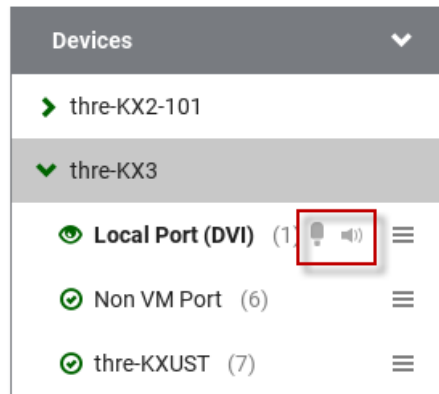 Devices
thre-KX2-101
thre-KX3
Local Port (DVI) (1)
Non VM Port (6)
thre-KXUST (7)